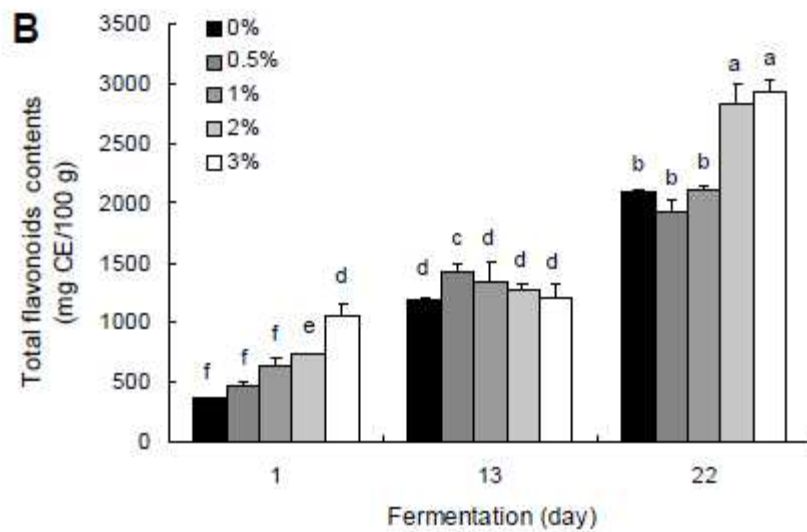 B
3500
3000
2500
2000
1500
1000
500
0
Total flavonoids contents
(mg CE/100 g)
0%
0.5%
1%
2%
3%
f f f e d
d c d d d
b b b a a
1 13 22
Fermentation (day)